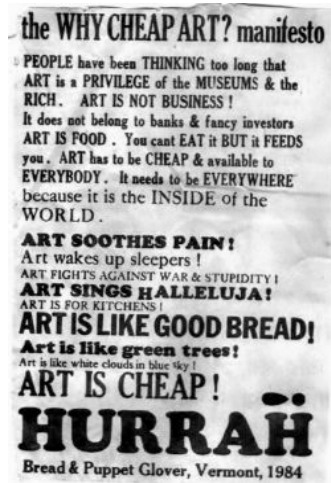 the WHY CHEAP ART? manifesto
PEOPLE have been THINKING too long that
ART is a PRIVILEGE of the MUSEUMS & the
RICH. ART IS NOT BUSINESS !
It does not belong to banks & fancy investors
ART IS FOOD. You cant EAT it BUT it FEEDS
you. ART has to be CHEAP & available to
EVERYBODY. It needs to be EVERYWHERE
because it is the INSIDE of the
WORLD.
ART SOOTHES PAIN!
Art wakes up sleepers !
ART FIGHTS AGAINST WAR & STUPIDITY !
ART SINGS HALLELUJA!
ART IS FOR KITCHENS !
ART IS LIKE GOOD BREAD!
Art is like green trees!
Art is like white clouds in blue sky !
ART IS CHEAP !
HURRAH
Bread & Puppet Glover, Vermont, 1984